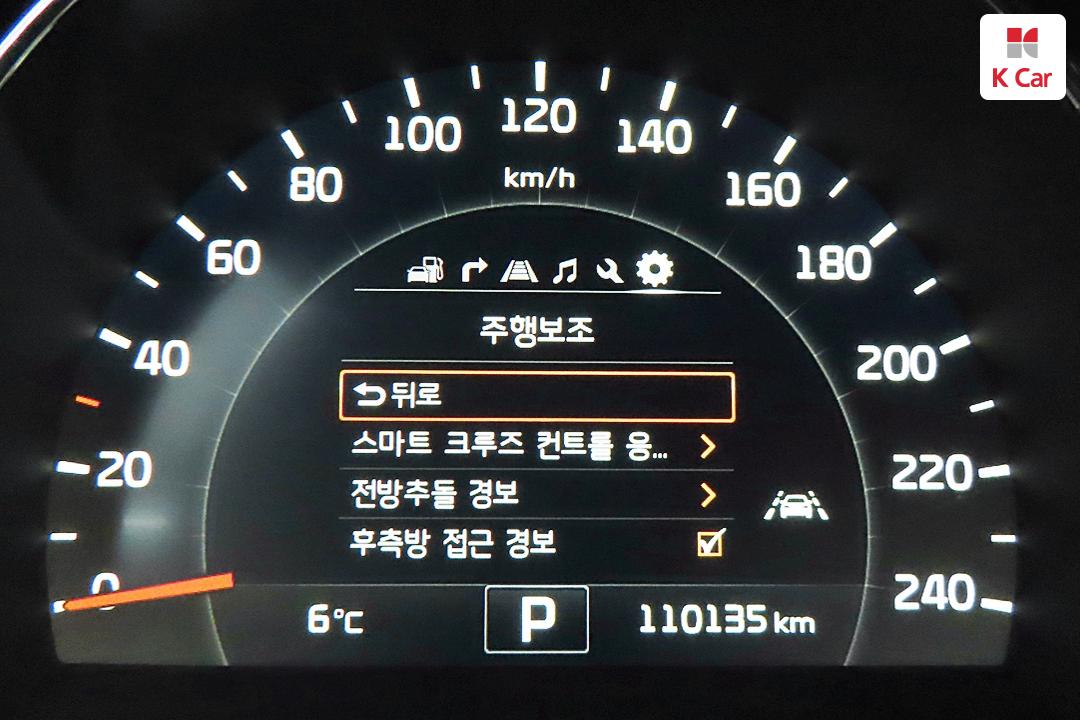 K Car
120
100
140
80
km/h
160
60
180
40
200
20
220
0
240
주행보조
뒤로
스마트 크루즈 컨트롤 응...
전방추돌 경보
후측방 접근 경보
6°C
P
110135 km